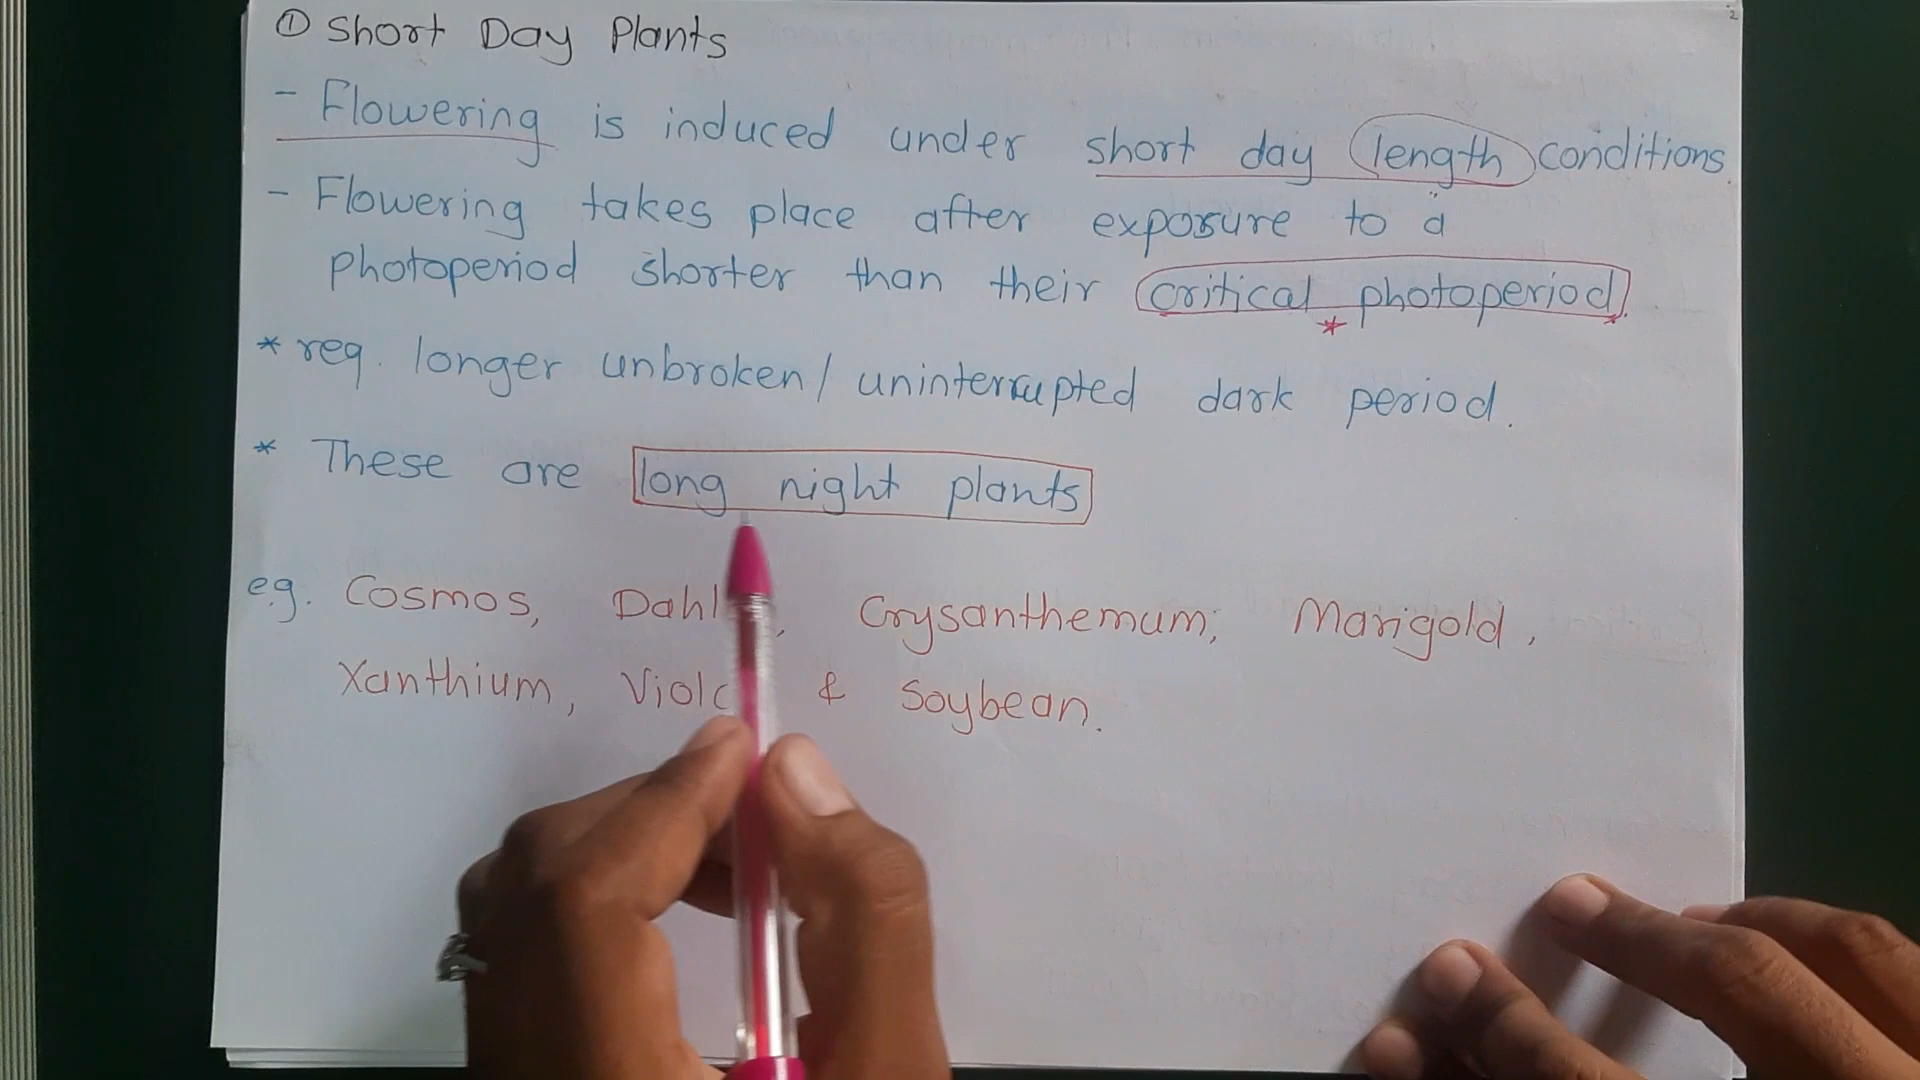 ① Short Day Plants
- Flowering is induced under short day length conditions.
- Flowering takes place after exposure to a
photoperiod shorter than their critical photoperiod.
* req. longer unbroken/uninterrupted dark period.
* These are long night plants
e.g. Cosmos, Dahl , Crysanthemum, Marigold,
Xanthium, Viol & Soybean.
2